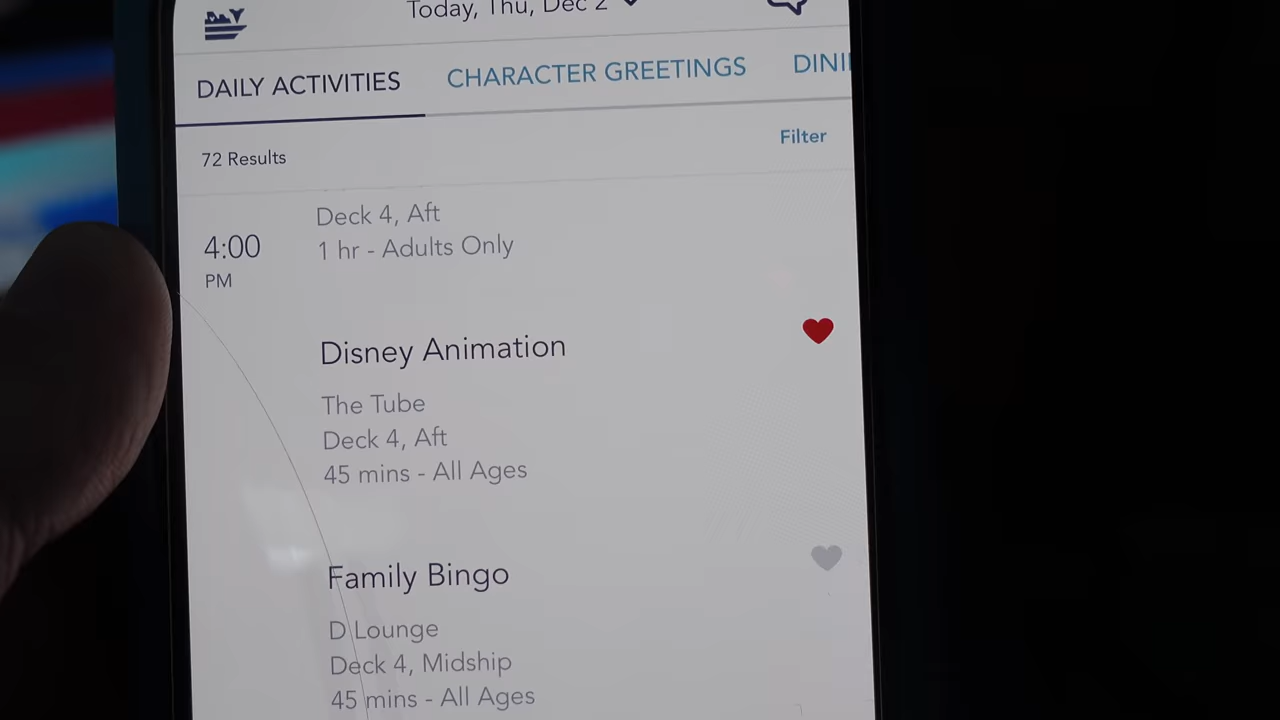 Today, Thu, Dec 2
DAILY ACTIVITIES CHARACTER GREETINGS DINI
72 Results Filter
4:00
PM
Deck 4, Aft
1 hr - Adults Only
Disney Animation
The Tube
Deck 4, Aft
45 mins - All Ages
Family Bingo
D Lounge
Deck 4, Midship
45 mins - All Ages